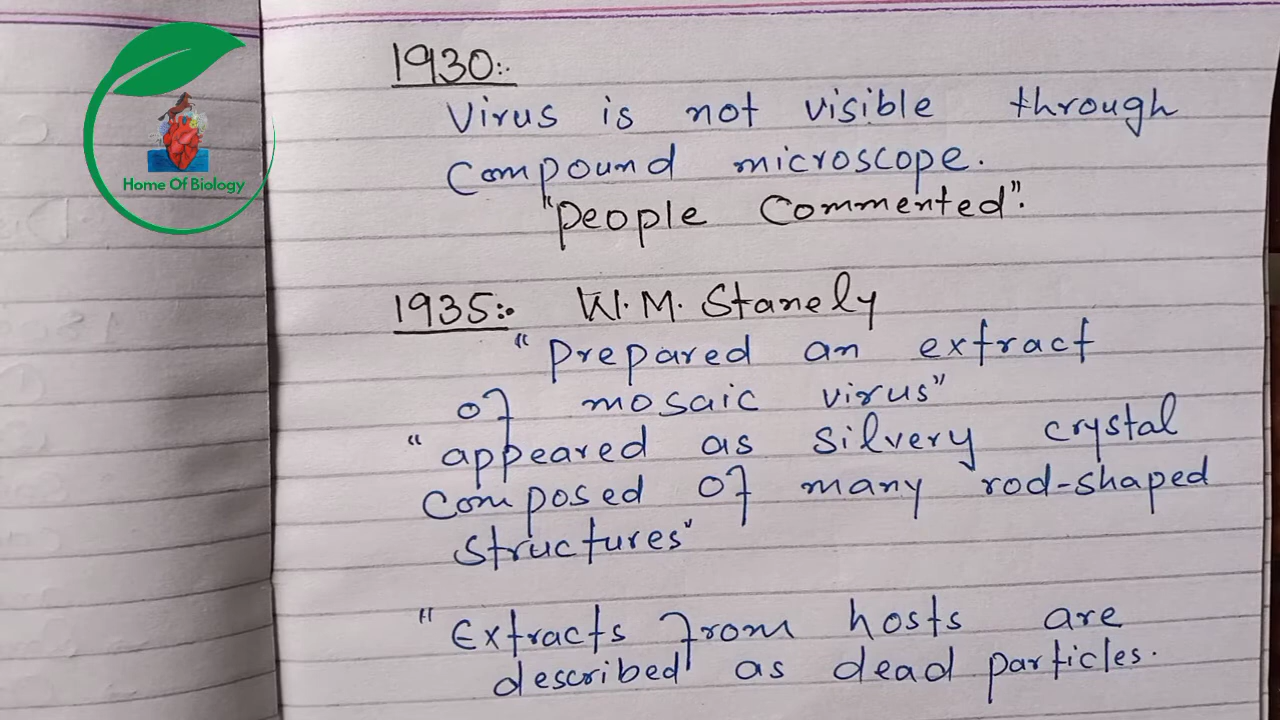 Home Of Biology
1930:-
Virus is not visible through
Compound microscope.
"People Commented".
1935:- W.M. Stanely
"Prepared an extract
of mosaic virus"
"appeared as silvery crystal
composed of many rod-shaped
structures"
"Extracts from hosts are
described as dead particles.